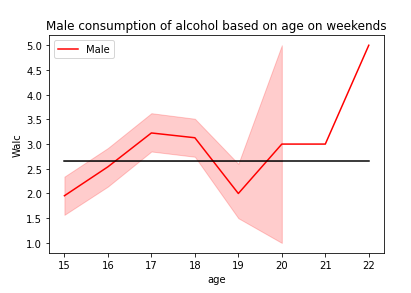 Male consumption of alcohol based on age on weekends
Male
5.0
4.5
4.0
3.5
3.0
2.5
2.0
1.5
1.0
Walc
15 16 17 18 19 20 21 22
age